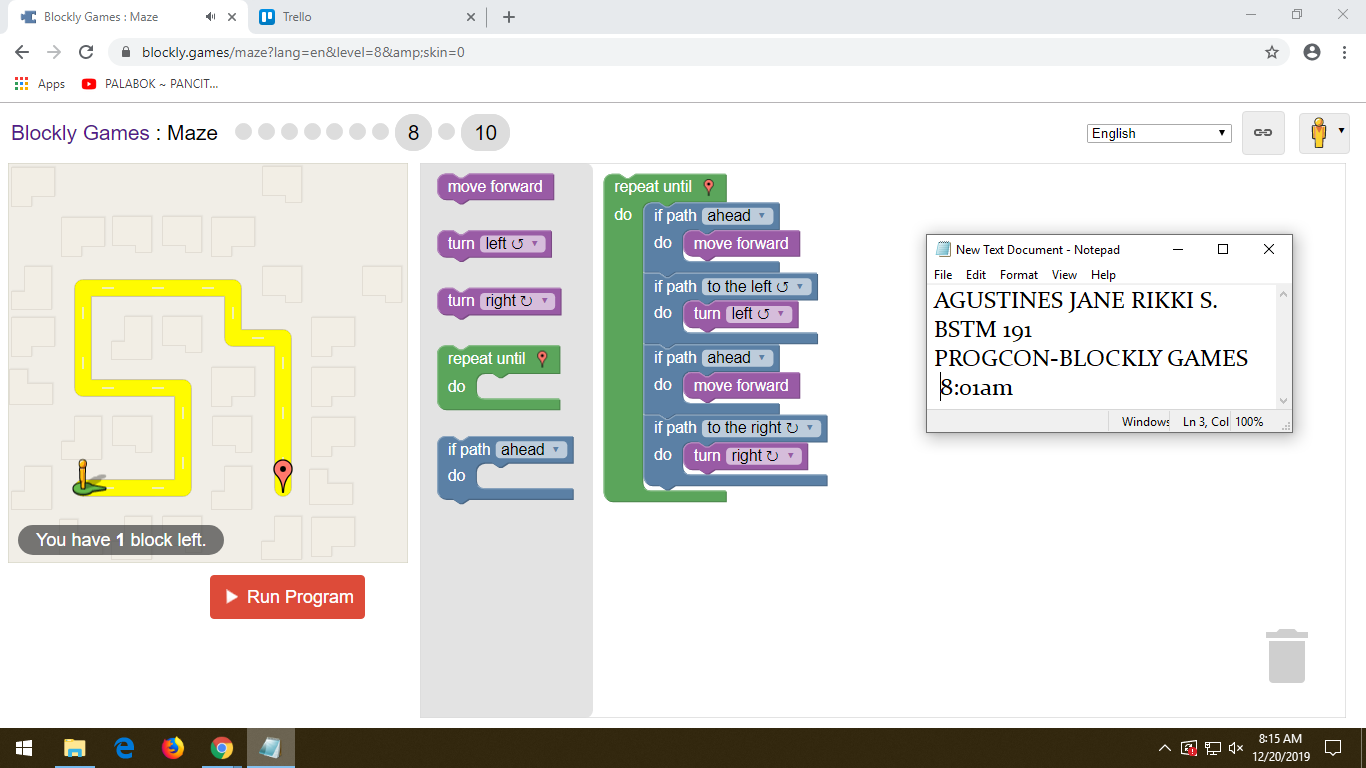 Blockly Games : Maze
Trello
blockly.games/maze?lang=en&level=8&amp;skin=0
Apps
PALABOK ~ PANCIT...
Blockly Games : Maze
8
10
English
You have 1 block left.
Run Program
move forward
turn left
turn right
repeat until
do
if path ahead
do
repeat until
do
if path ahead
do
move forward
if path to the left
do
turn left
if path ahead
do
move forward
if path to the right
do
turn right
New Text Document - Notepad
File Edit Format View Help
AGUSTINES JANE RIKKI S.
BSTM 191
PROGCON-BLOCKLY GAMES
8:01am
Windows Ln 3, Col 100%
8:15 AM
12/20/2019